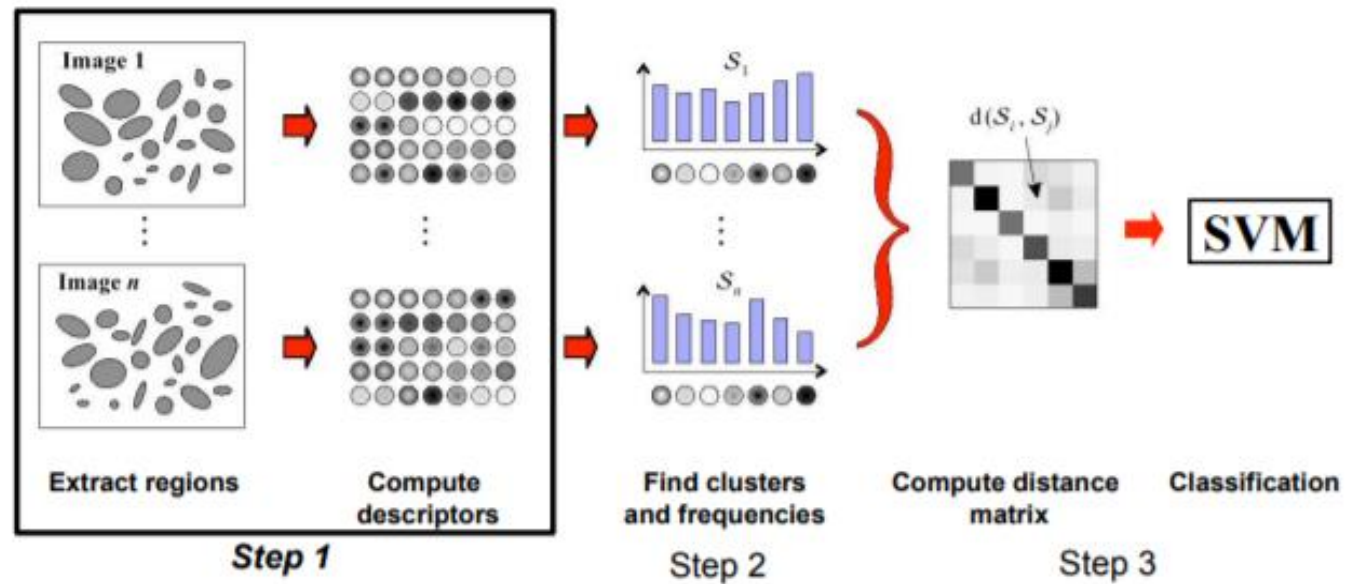 Image 1
S₁
d(Sᵢ, Sⱼ)
SVM
Image n
Sₙ
Extract regions
Compute
descriptors
Find clusters
and frequencies
Compute distance
matrix
Classification
Step 1
Step 2
Step 3